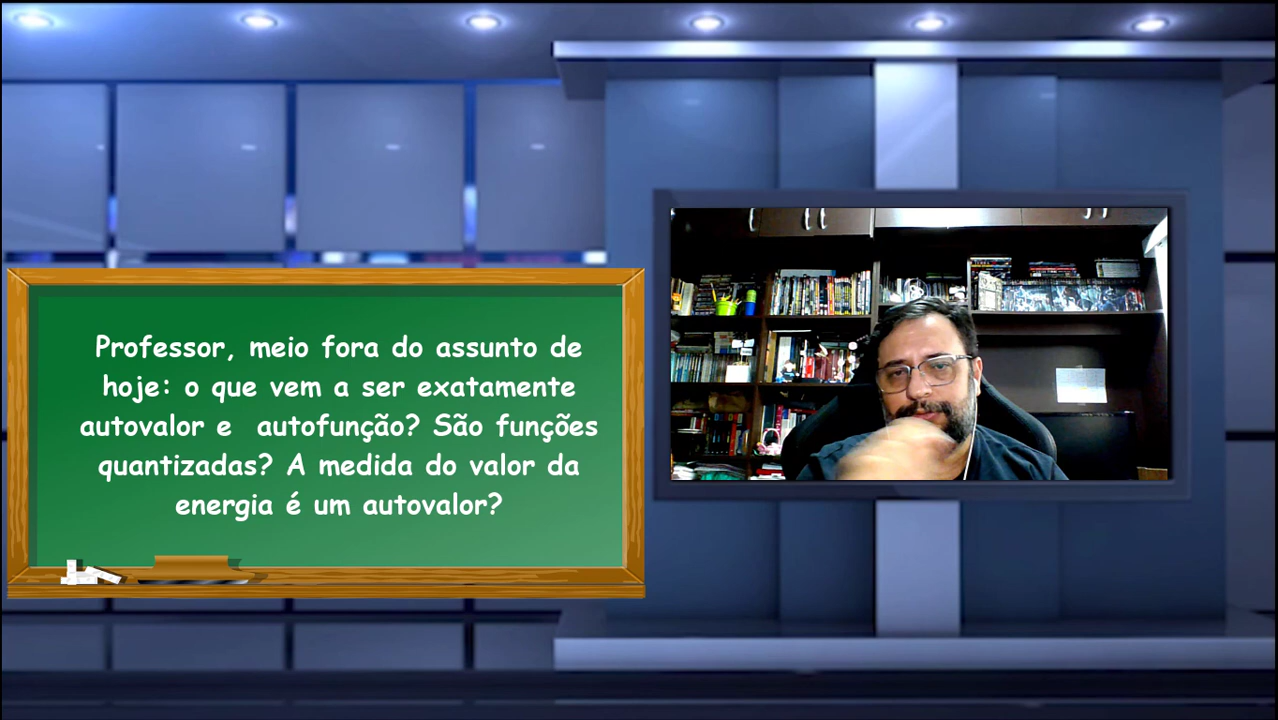 Professor, meio fora do assunto de
hoje: o que vem a ser exatamente
autovalor e autofunção? São funções
quantizadas? A medida do valor da
energia é um autovalor?